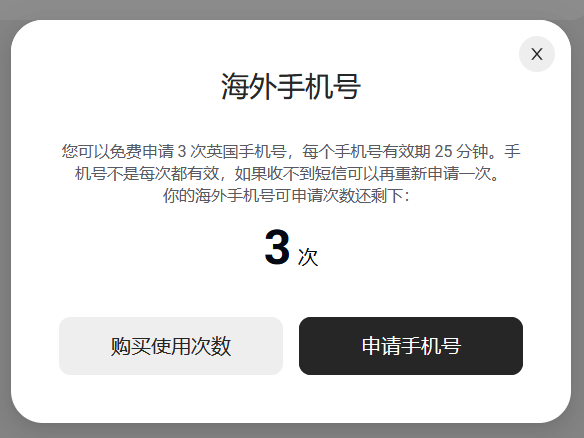 X
海外手机号
您可以免费申请 3 次英国手机号，每个手机号有效期 25 分钟。手
机号不是每次都有效，如果收不到短信可以再重新申请一次。
你的海外手机号可申请次数还剩下：
3 次
购买使用次数
申请手机号